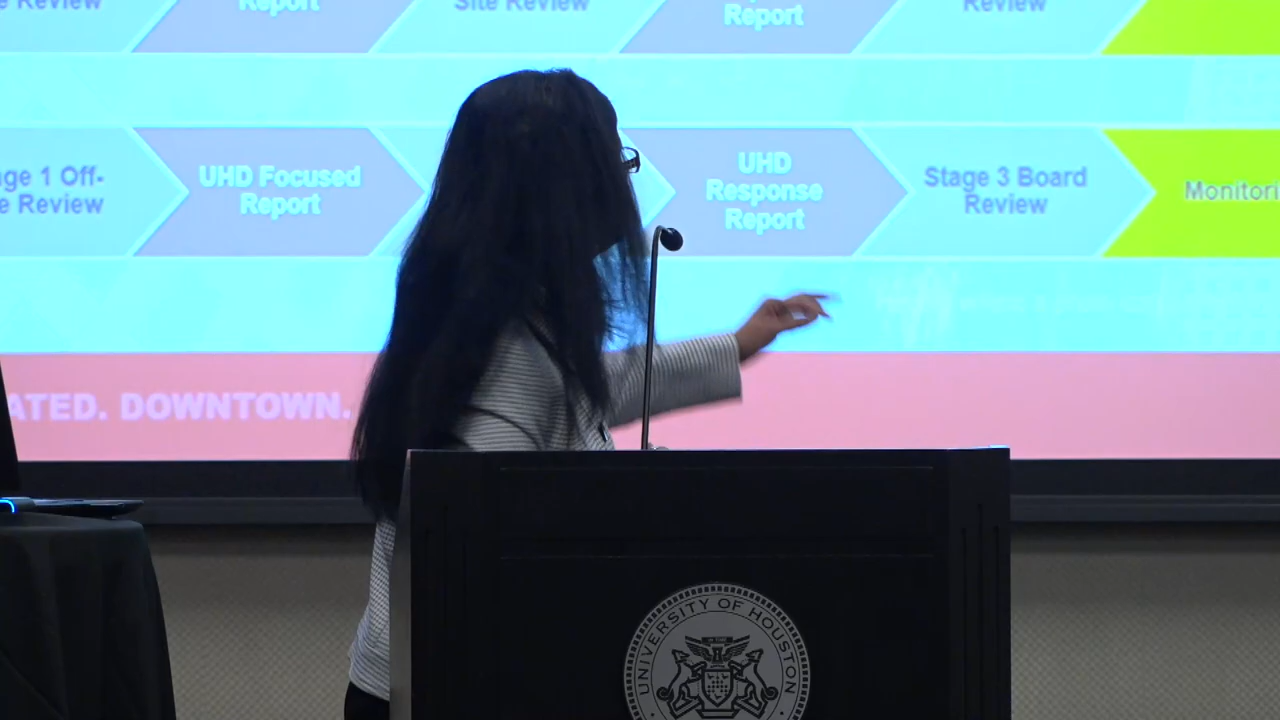 e Review
Report
Site Review
Report
Review
age 1 Off-
e Review
UHD Focused
Report
UHD
Response
Report
Stage 3 Board
Review
Monitori
ATED. DOWNTOWN.
UNIVERSITY OF HOUSTON